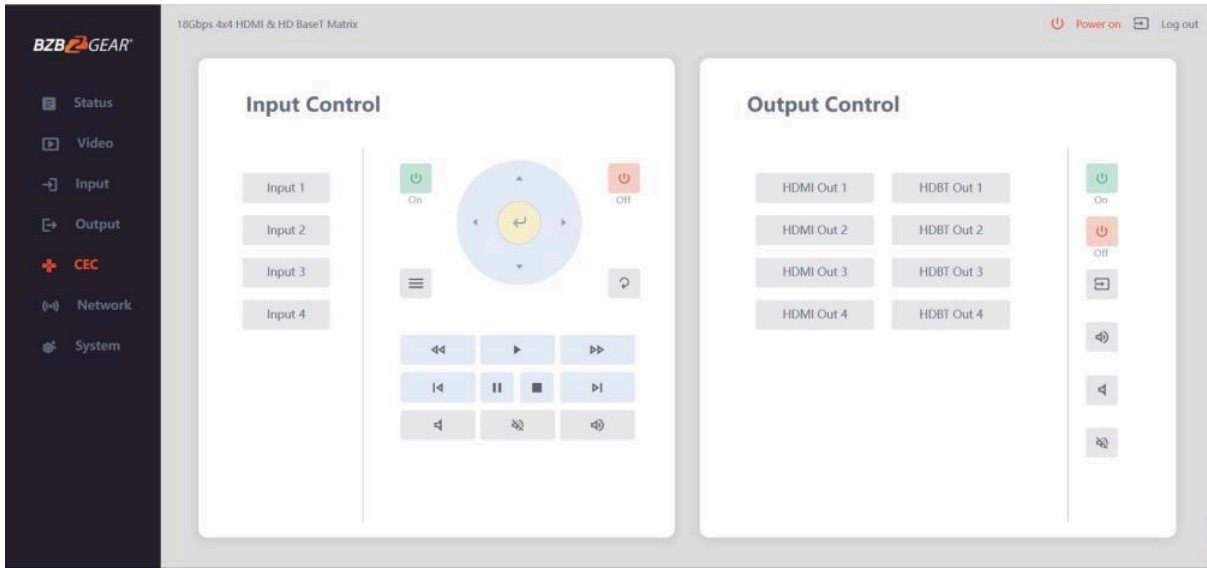 18Gbps 4x4 HDMI & HD BaseT Matrix
Power on
Log out
BZBGEAR®
Status
Video
Input
Output
CEC
Network
System
Input Control
Input 1
Input 2
Input 3
Input 4
On
Off
Output Control
HDMI Out 1
HDBT Out 1
HDMI Out 2
HDBT Out 2
HDMI Out 3
HDBT Out 3
HDMI Out 4
HDBT Out 4
On
Off